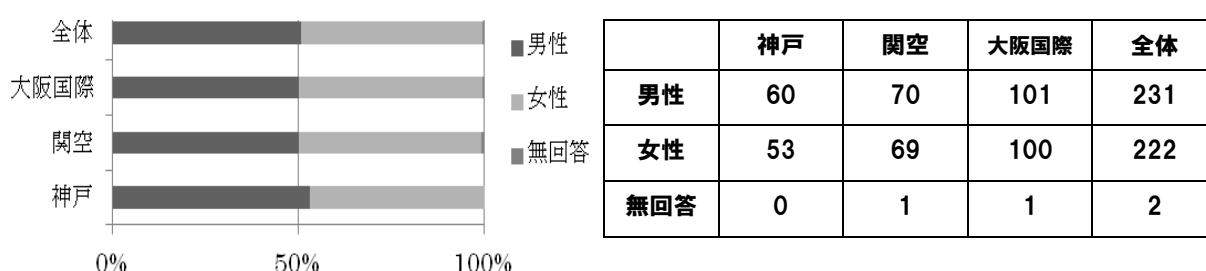 全体
大阪国際
関空
神戸
0% 50% 100%
男性
女性
無回答
神戸 関空 大阪国際 全体
男性 60 70 101 231
女性 53 69 100 222
無回答 0 1 1 2